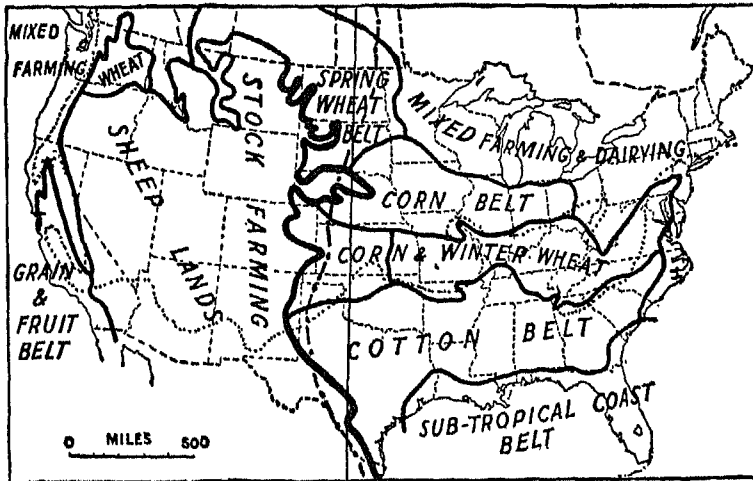 MIXED
FARMING
WHEAT
STOCK
FARMING
SPRING
WHEAT
BELT
MIXED FARMING & DAIRYING
SHEEP
LANDS
CORN BELT
CORN & WINTER WHEAT
GRAIN
&
FRUIT
BELT
COTTON BELT
SUB-TROPICAL COAST
BELT
0 MILES 500